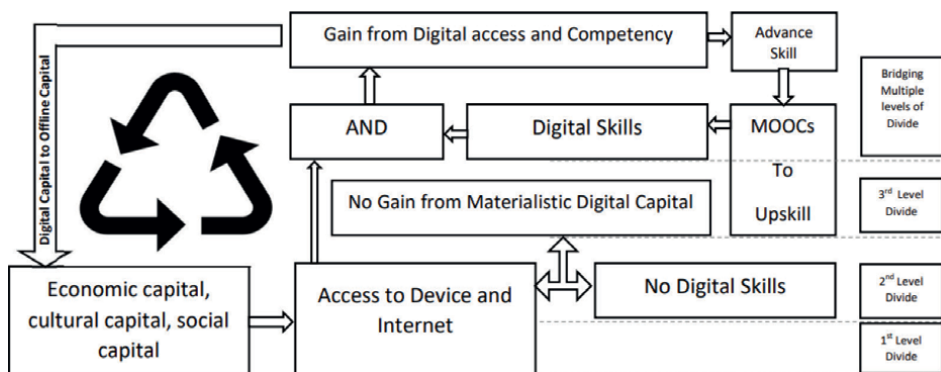 Gain from Digital access and Competency
Advance
Skill
Bridging
Multiple
levels of
Divide
Digital Capital to Offline Capital
AND
Digital Skills
MOOCs
To
Upskill
No Gain from Materialistic Digital Capital
3rd Level
Divide
Economic capital,
cultural capital, social
capital
Access to Device and
Internet
No Digital Skills
2nd Level
Divide
1st Level
Divide